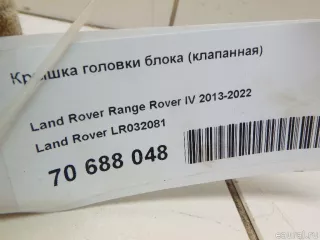 Крышка головки блока (клапанная)
Land Rover Range Rover IV 2013-2022
Land Rover LR032081
70 688 048